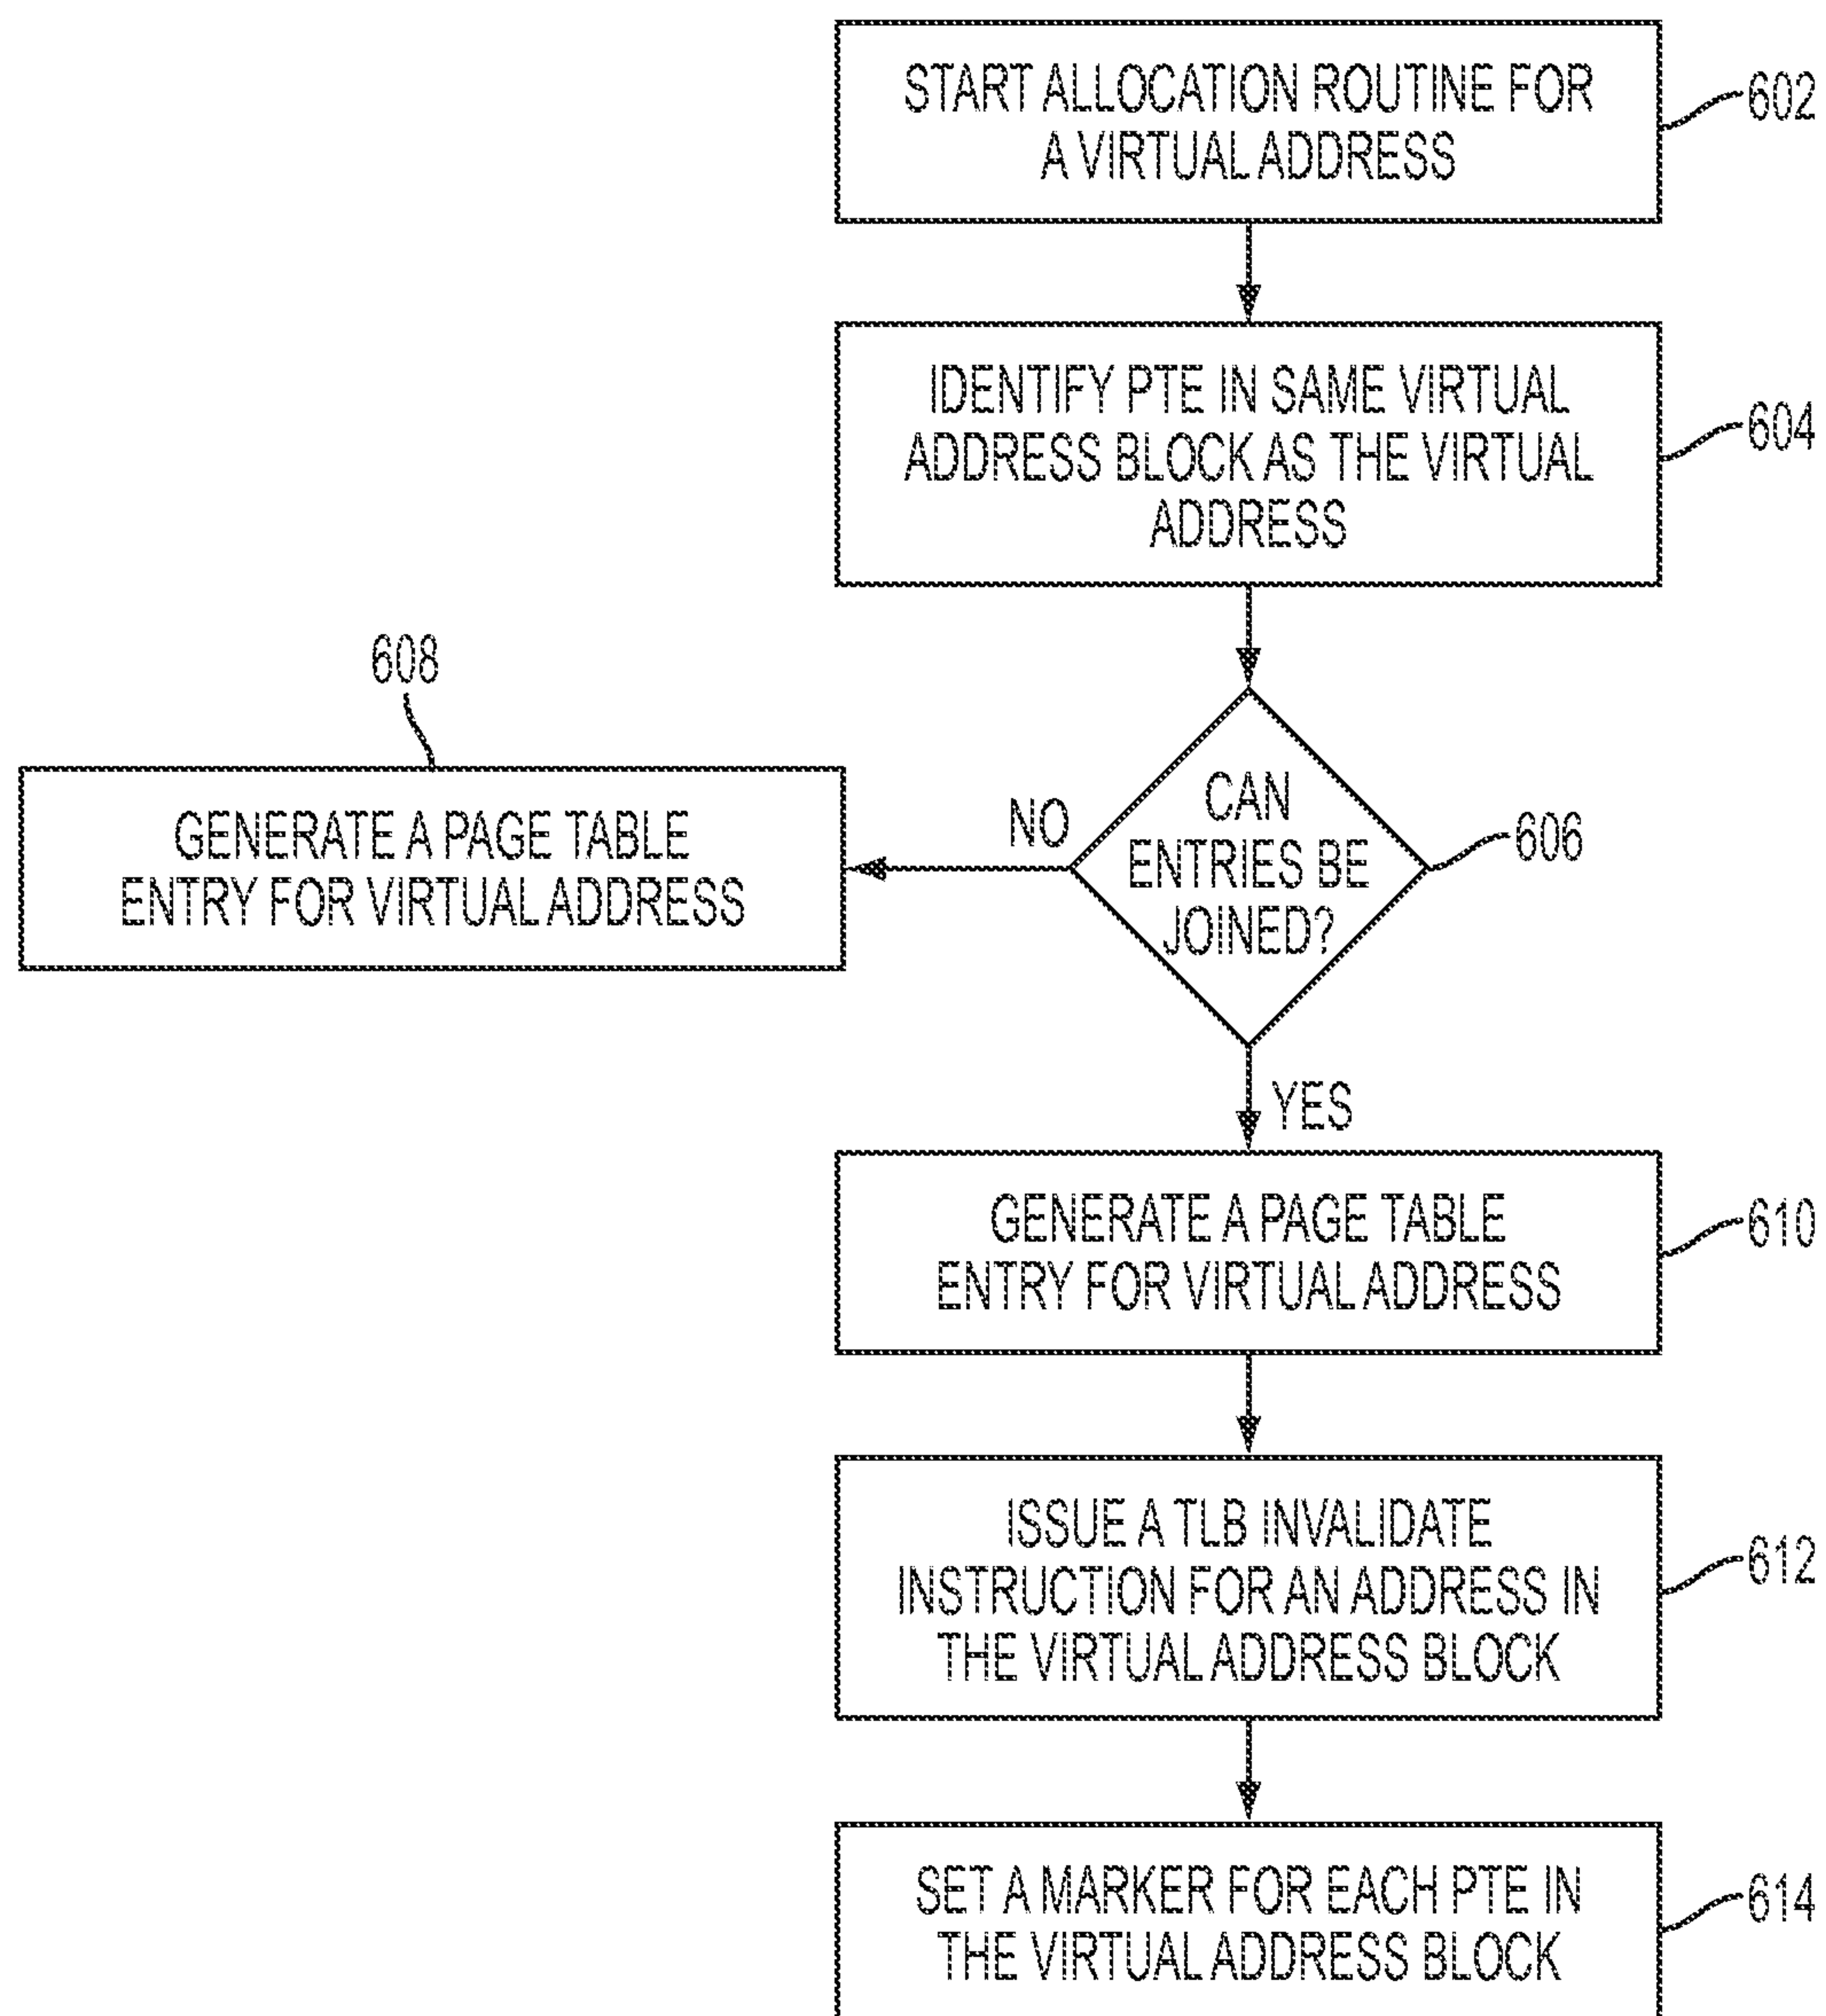 START ALLOCATION ROUTINE FOR
A VIRTUAL ADDRESS
602
IDENTIFY PTE IN SAME VIRTUAL
ADDRESS BLOCK AS THE VIRTUAL
ADDRESS
604
608
GENERATE A PAGE TABLE
ENTRY FOR VIRTUAL ADDRESS
NO
CAN
ENTRIES BE
JOINED?
606
YES
GENERATE A PAGE TABLE
ENTRY FOR VIRTUAL ADDRESS
610
ISSUE A TLB INVALIDATE
INSTRUCTION FOR AN ADDRESS IN
THE VIRTUAL ADDRESS BLOCK
612
SET A MARKER FOR EACH PTE IN
THE VIRTUAL ADDRESS BLOCK
614